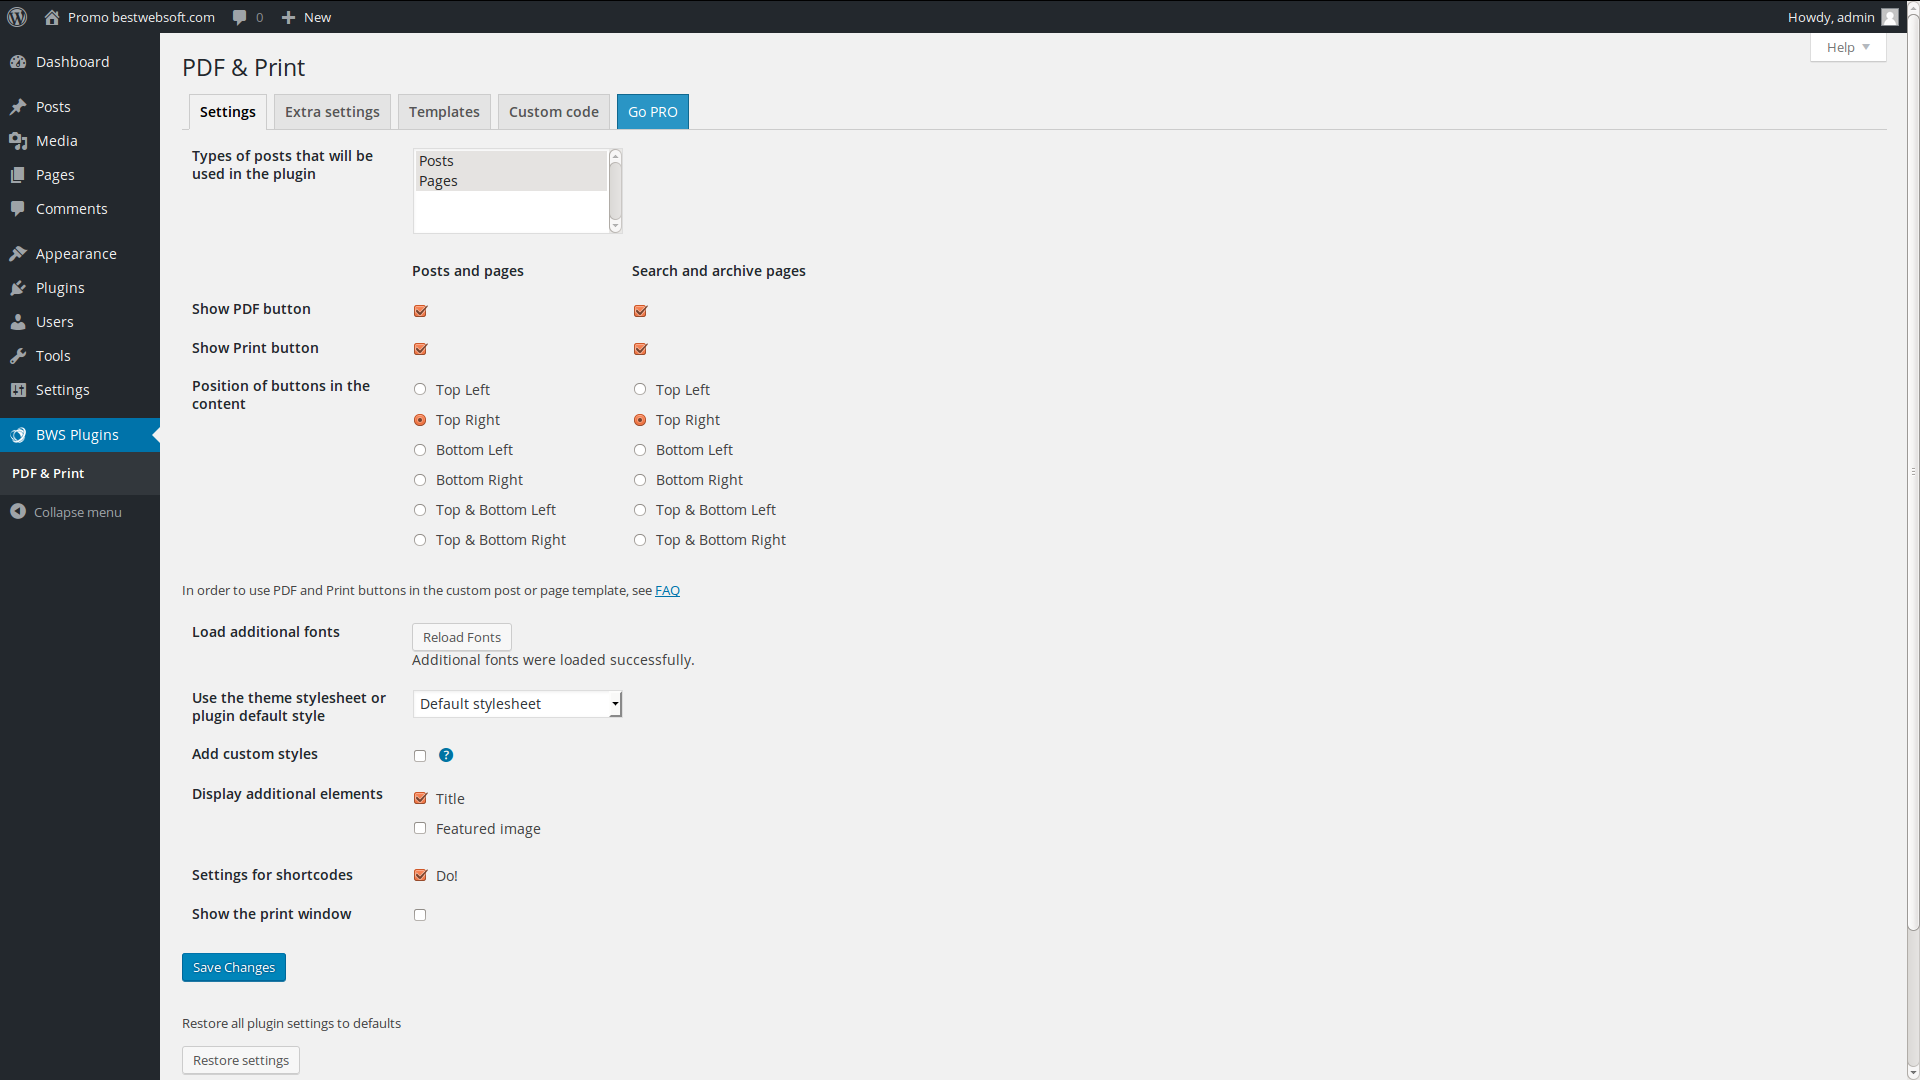 Promo bestwebsoft.com
0
New
Howdy, admin
Help
Dashboard
Posts
Media
Pages
Comments
Appearance
Plugins
Users
Tools
Settings
BWS Plugins
PDF & Print
Collapse menu
PDF & Print
Settings
Extra settings
Templates
Custom code
Go PRO
Types of posts that will be
used in the plugin
Posts
Pages
Posts and pages
Search and archive pages
Show PDF button
Show Print button
Position of buttons in the
content
Top Left
Top Right
Bottom Left
Bottom Right
Top & Bottom Left
Top & Bottom Right
Top Left
Top Right
Bottom Left
Bottom Right
Top & Bottom Left
Top & Bottom Right
In order to use PDF and Print buttons in the custom post or page template, see FAQ
Load additional fonts
Reload Fonts
Additional fonts were loaded successfully.
Use the theme stylesheet or
plugin default style
Default stylesheet
Add custom styles
?
Display additional elements
Title
Featured image
Settings for shortcodes
Do!
Show the print window
Save Changes
Restore all plugin settings to defaults
Restore settings